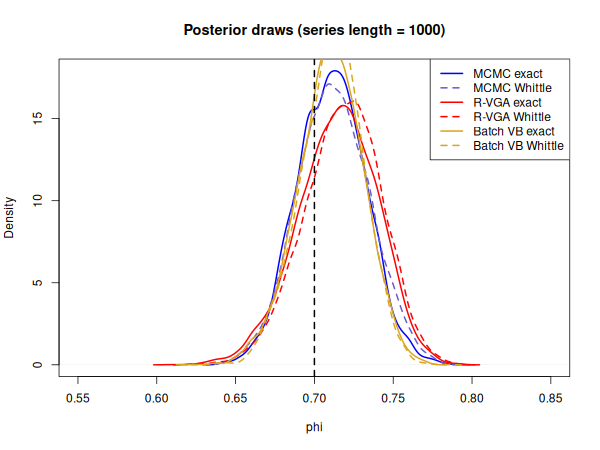 Posterior draws (series length = 1000)
MCMC exact
MCMC Whittle
R-VGA exact
R-VGA Whittle
Batch VB exact
Batch VB Whittle
Density
15
10
5
0
0.55 0.60 0.65 0.70 0.75 0.80 0.85
phi